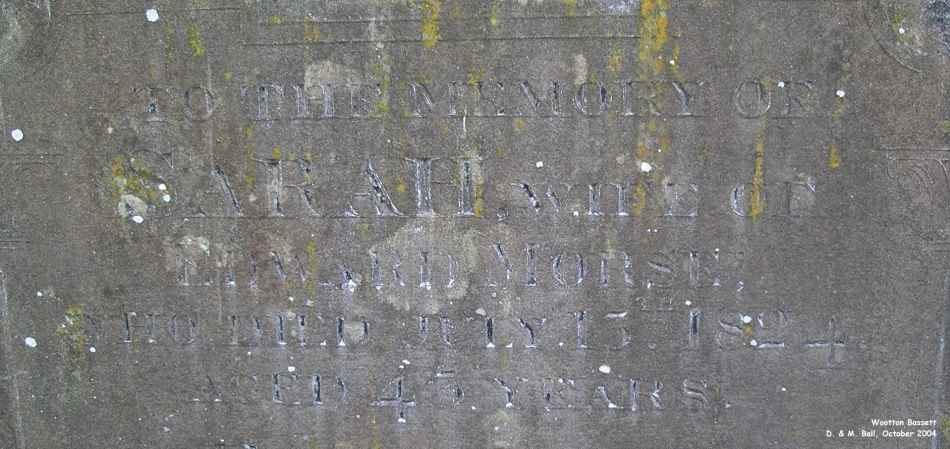 TO THE MEMORY OF
SARAH, WIFE OF
EDWARD MORSE,
WHO DIED JULY 15TH 1824
AGED 45 YEARS.
Wootton Bassett
D. & M. Ball, October 2004